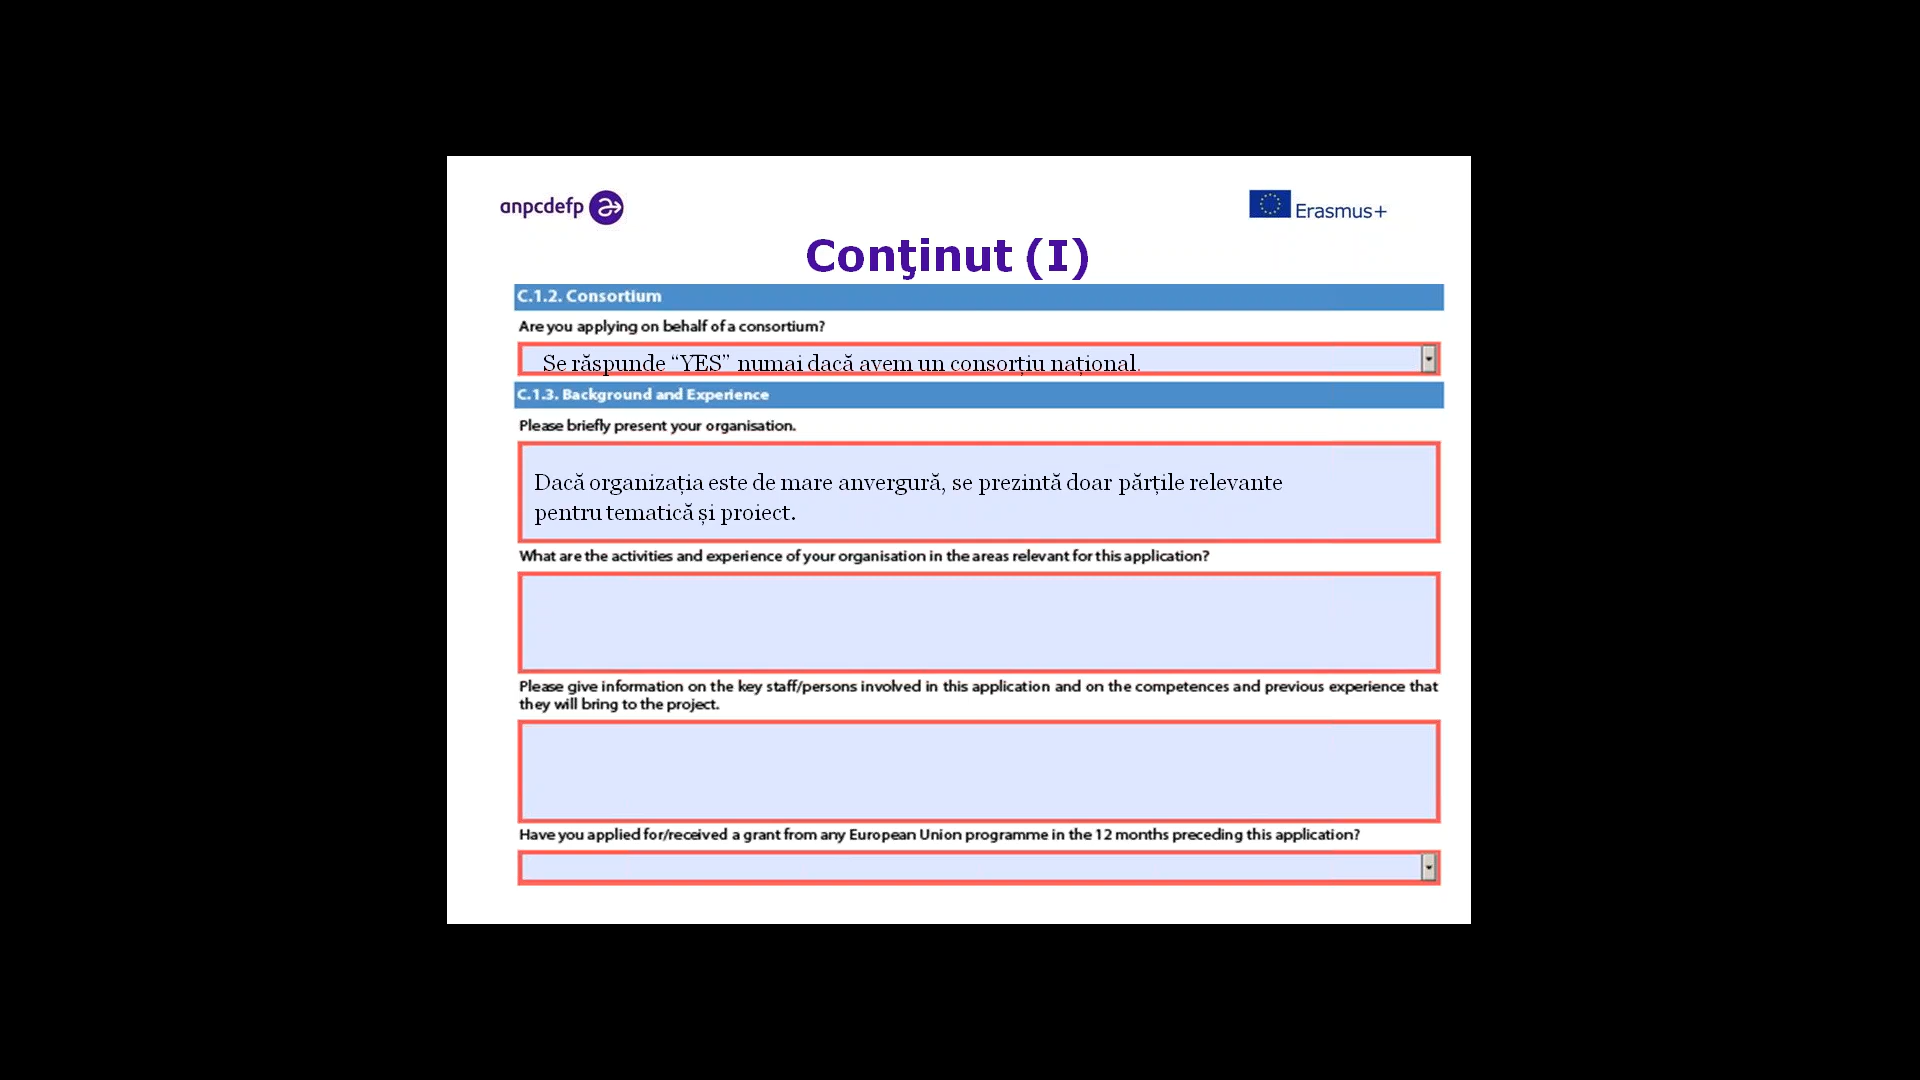 anpcdefp
Erasmus+
Conţinut (I)
C.1.2. Consortium
Are you applying on behalf of a consortium?
Se răspunde “YES” numai dacă avem un consorțiu național.
C.1.3. Background and Experience
Please briefly present your organisation.
Dacă organizația este de mare anvergură, se prezintă doar părțile relevante
pentru tematică și proiect.
What are the activities and experience of your organisation in the areas relevant for this application?
Please give information on the key staff/persons involved in this application and on the competences and previous experience that
they will bring to the project.
Have you applied for/received a grant from any European Union programme in the 12 months preceding this application?